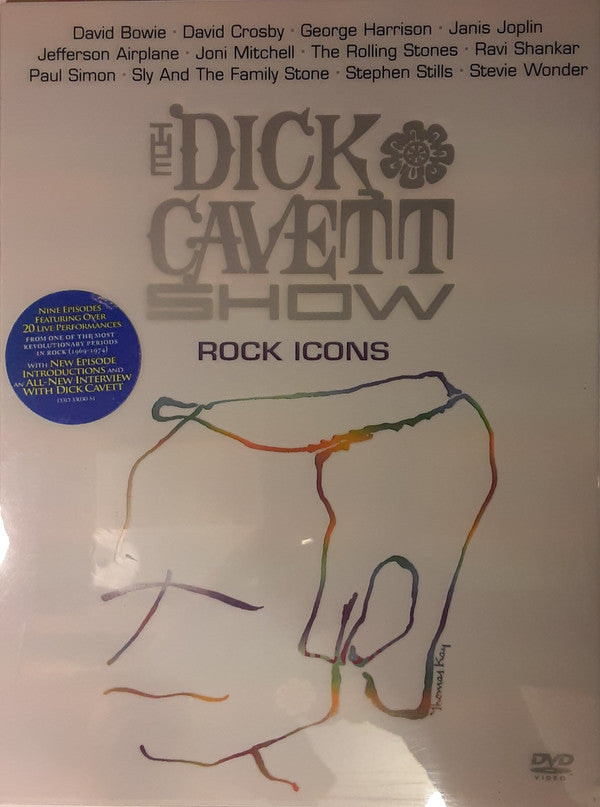 David Bowie · David Crosby · George Harrison · Janis Joplin
Jefferson Airplane · Joni Mitchell · The Rolling Stones · Ravi Shankar
Paul Simon · Sly And The Family Stone · Stephen Stills · Stevie Wonder
THE DICK
CAVETT
SHOW
ROCK ICONS
NINE EPISODES
FEATURING OVER
20 LIVE PERFORMANCES
FROM ONE OF THE MOST
REVOLUTIONARY PERIODS
IN ROCK (1969-1974)
WITH NEW EPISODE
INTRODUCTIONS AND
AN ALL-NEW INTERVIEW
WITH DICK CAVETT
Thomas Kay
DVD
VIDEO